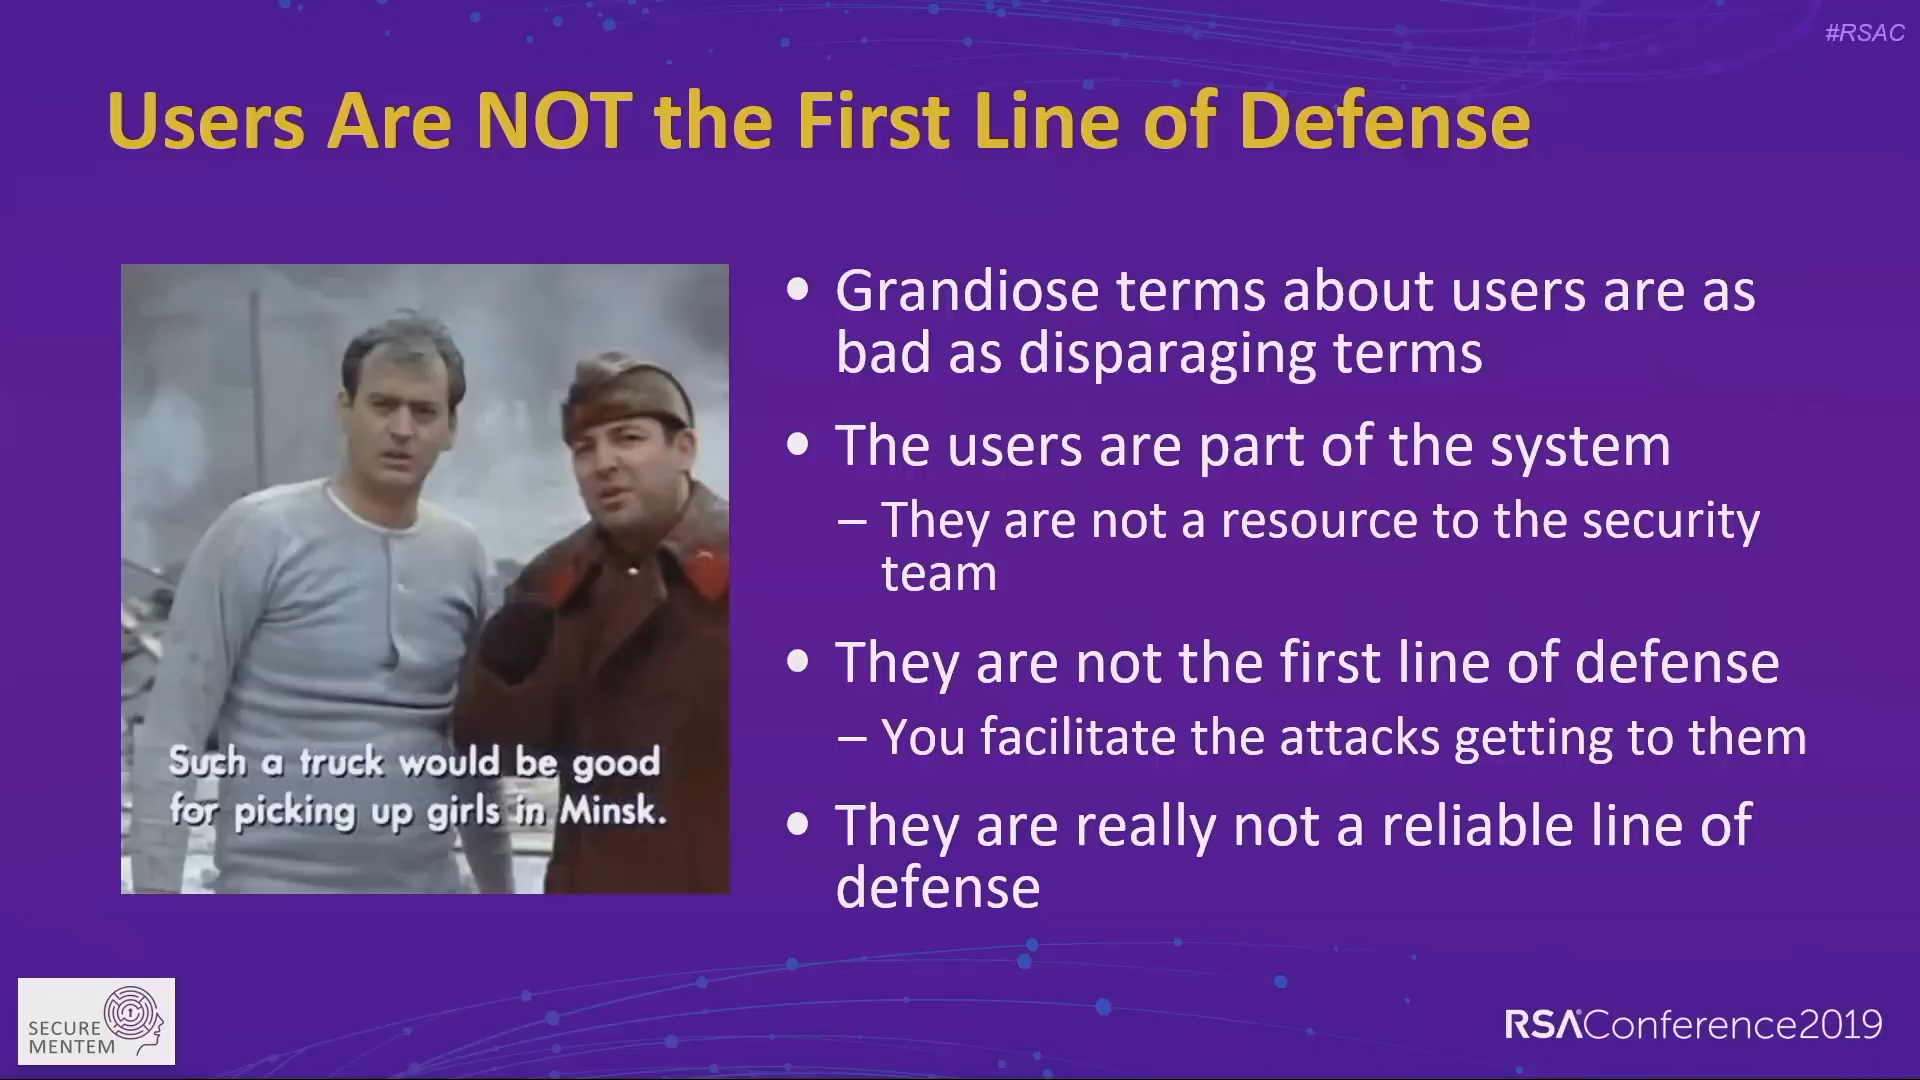 #RSAC
Users Are NOT the First Line of Defense
Such a truck would be good
for picking up girls in Minsk.
• Grandiose terms about users are as
bad as disparaging terms
• The users are part of the system
– They are not a resource to the security
team
• They are not the first line of defense
– You facilitate the attacks getting to them
• They are really not a reliable line of
defense
SECURE
MENTEM
RSA Conference2019